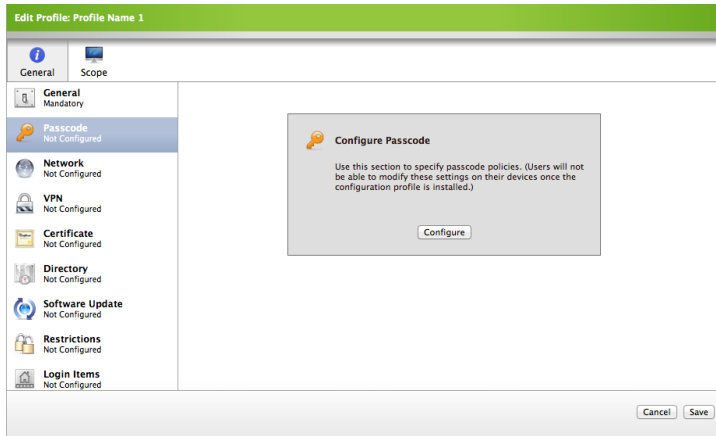 Edit Profile: Profile Name 1
General
Scope
General
Mandatory
Passcode
Not Configured
Network
Not Configured
VPN
Not Configured
Certificate
Not Configured
Directory
Not Configured
Software Update
Not Configured
Restrictions
Not Configured
Login Items
Not Configured
Configure Passcode
Use this section to specify passcode policies. (Users will not
be able to modify these settings on their devices once the
configuration profile is installed.)
Configure
Cancel
Save